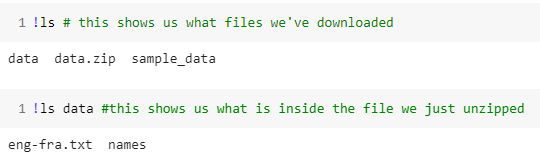 1 !ls # this shows us what files we've downloaded
data data.zip sample_data
1 !ls data #this shows us what is inside the file we just unzipped
eng-fra.txt names